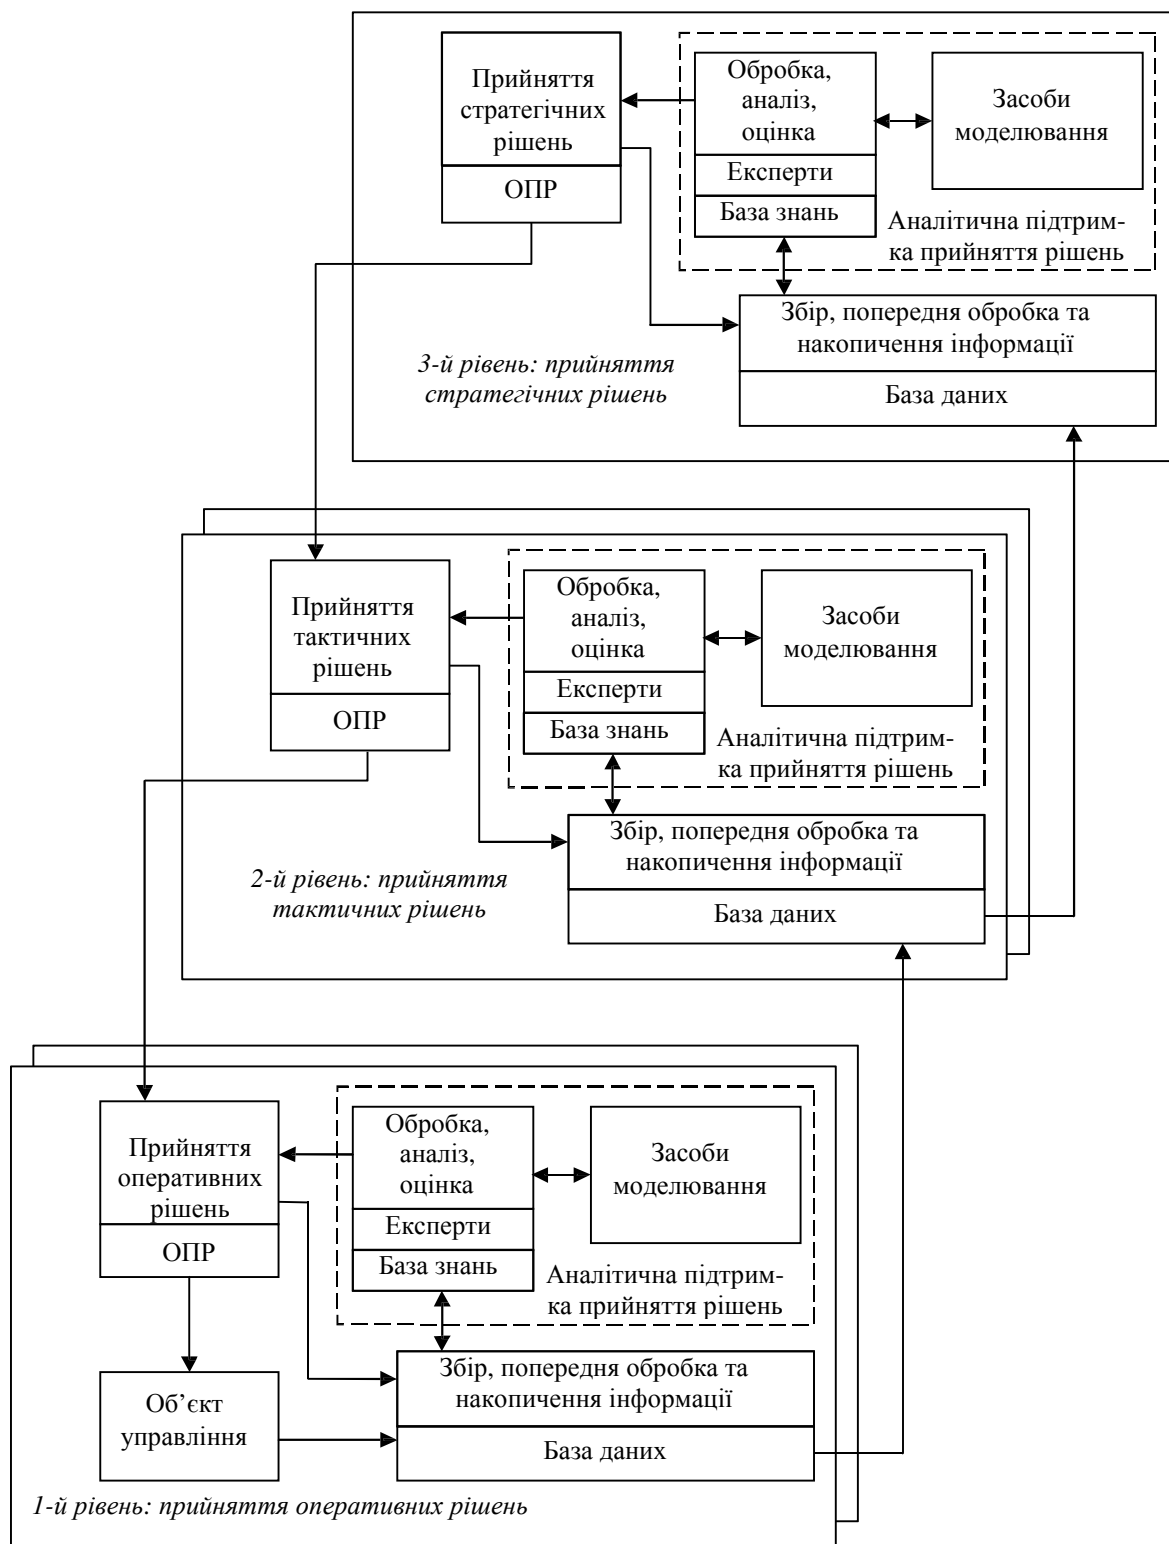 Прийняття
стратегічних
рішень
ОПР
Обробка,
аналіз,
оцінка
Експерти
База знань
Засоби
моделювання
Аналітична підтрим-
ка прийняття рішень
Збір, попередня обробка та
накопичення інформації
База даних
3-й рівень: прийняття
стратегічних рішень
Прийняття
тактичних
рішень
ОПР
Обробка,
аналіз,
оцінка
Експерти
База знань
Засоби
моделювання
Аналітична підтрим-
ка прийняття рішень
Збір, попередня обробка та
накопичення інформації
База даних
2-й рівень: прийняття
тактичних рішень
Прийняття
оперативних
рішень
ОПР
Обробка,
аналіз,
оцінка
Експерти
База знань
Засоби
моделювання
Аналітична підтрим-
ка прийняття рішень
Збір, попередня обробка та
накопичення інформації
База даних
Об’єкт
управління
1-й рівень: прийняття оперативних рішень